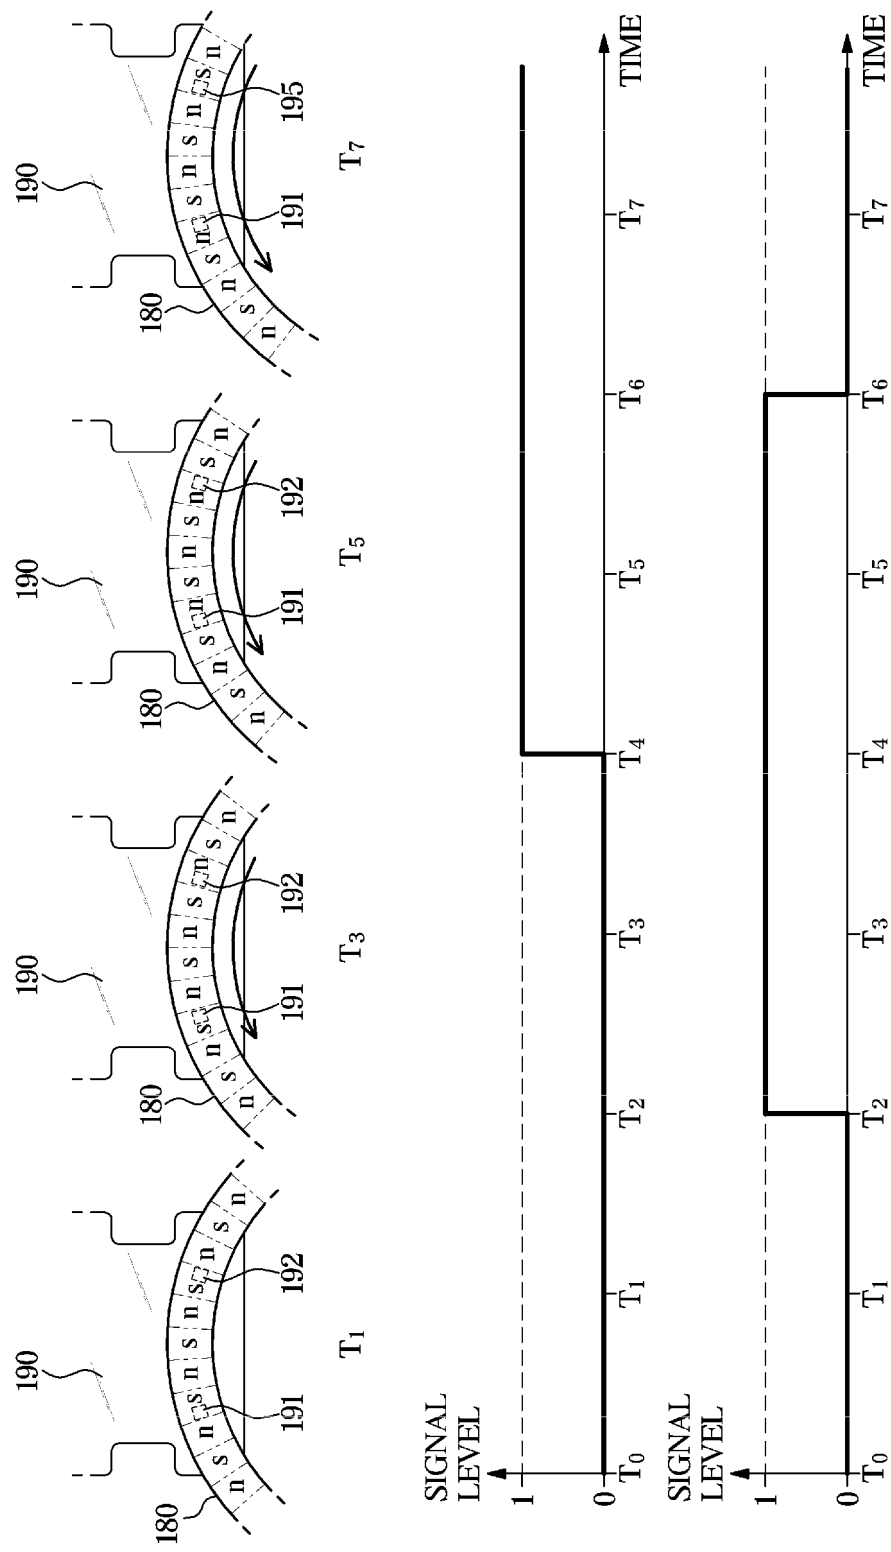 190
180
n s n s n s n s n s n
191 192
T1
190
180
n s n s n s n s n s n
191 192
T3
190
180
n s n s n s n s n s n
191 192
T5
190
180
n s n s n s n s n s n
191 195
T7
SIGNAL
LEVEL
1
0
T0 T1 T2 T3 T4 T5 T6 T7 TIME
SIGNAL
LEVEL
1
0
T0 T1 T2 T3 T4 T5 T6 T7 TIME